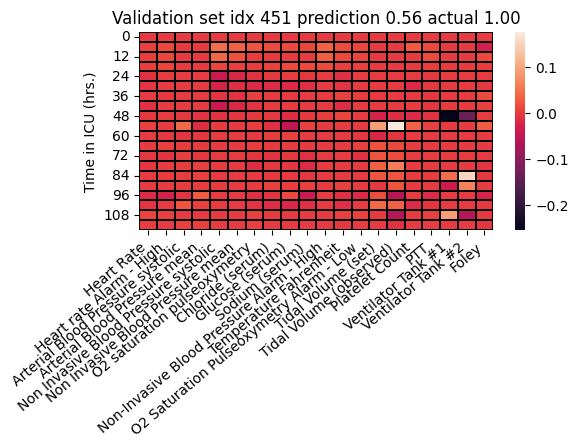 Validation set idx 451 prediction 0.56 actual 1.00
Time in ICU (hrs.)
0
12
24
36
48
60
72
84
96
108
0.1
0.0
−0.1
−0.2
Heart Rate
Heart rate Alarm - High
Arterial Blood Pressure systolic
Arterial Blood Pressure mean
Non Invasive Blood Pressure systolic
Non Invasive Blood Pressure mean
O2 saturation pulseoxymetry
Chloride (serum)
Glucose (serum)
Sodium (serum)
Non-Invasive Blood Pressure Alarm - High
Temperature Fahrenheit
O2 Saturation Pulseoxymetry Alarm - Low
Tidal Volume (set)
Tidal Volume (observed)
Platelet Count
PTT
Ventilator Tank #1
Ventilator Tank #2
Foley